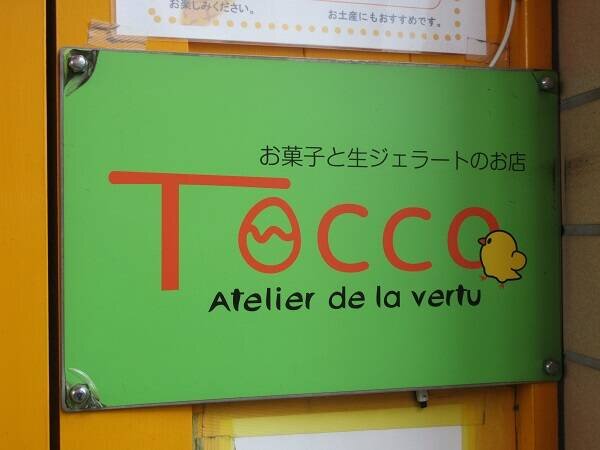 お楽しみください。
お土産にもおすすめです。
お菓子と生ジェラートのお店
Tocco
Atelier de la vertu